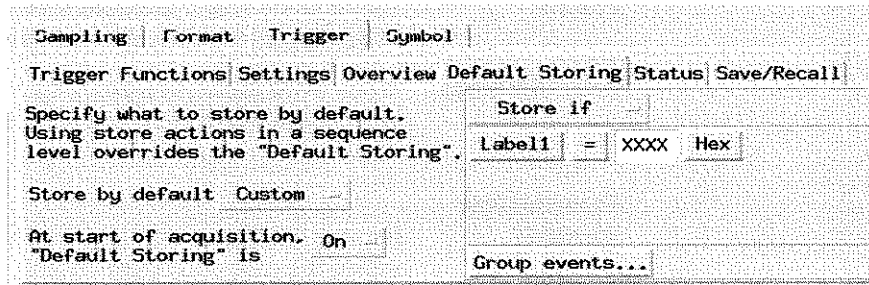 Sampling Format Trigger Symbol
Trigger Functions Settings Overview Default Storing Status Save/Recall
Specify what to store by default.
Using store actions in a sequence
level overrides the "Default Storing".
Store by default Custom
At start of acquisition, On
"Default Storing" is
Store if
Label1 = XXXX Hex
Group events...